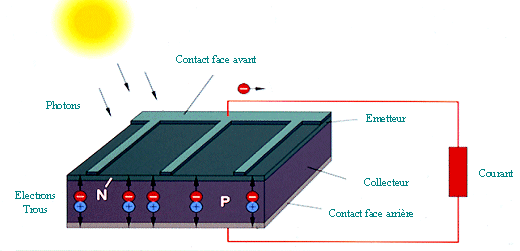 Contact face avant
Photons
Emetteur
Courant
Collecteur
N
P
Electrons
Trous
Contact face arrière